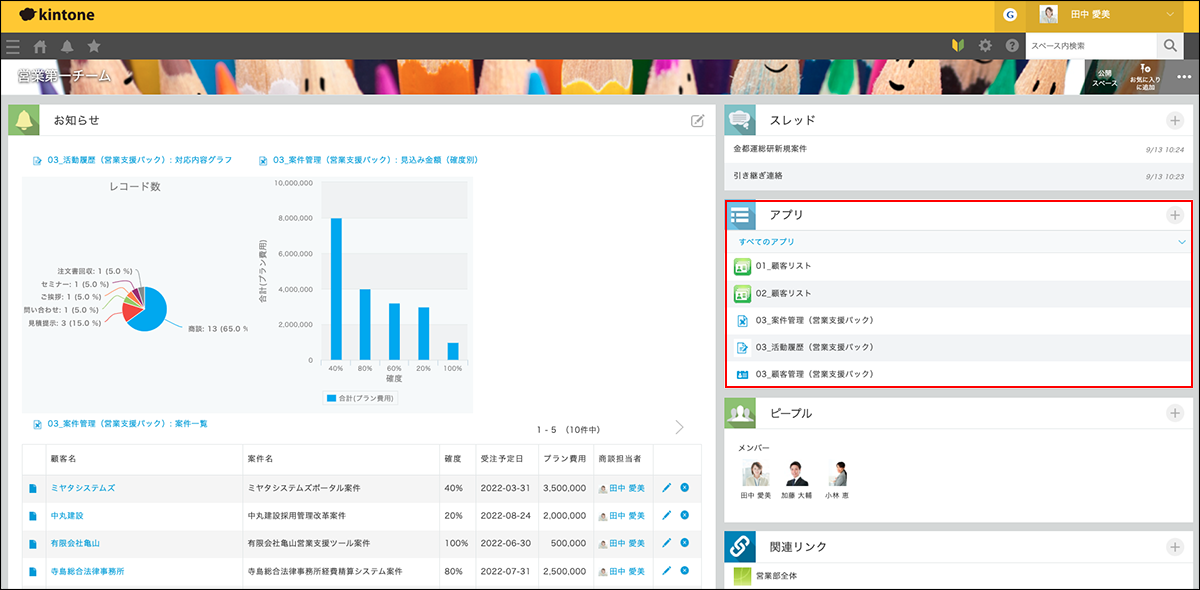 kintone
G
田中 愛美
スペース内検索
営業第一チーム
公開
スペース
お気に入り
に追加
お知らせ
03_活動履歴（営業支援パック）: 対応内容グラフ
03_案件管理（営業支援パック）: 見込み金額（確度別）
レコード数
注文書回収: 1 (5.0 %)
セミナー: 1 (5.0 %)
ご挨拶: 1 (5.0 %)
問い合わせ: 1 (5.0 %)
見積提示: 3 (15.0 %)
商談: 13 (65.0 %
10,000,000
8,000,000
6,000,000
4,000,000
2,000,000
0
合計(プラン費用)
40% 80% 60% 20% 100%
確度
合計(プラン費用)
03_案件管理（営業支援パック）: 案件一覧
1 - 5 （10件中）
顧客名 案件名 確度 受注予定日 プラン費用 商談担当者
ミヤタシステムズ ミヤタシステムズポータル案件 40% 2022-03-31 3,500,000 田中 愛美
中丸建設 中丸建設採用管理改革案件 20% 2022-08-24 2,000,000 田中 愛美
有限会社亀山 有限会社亀山営業支援ツール案件 100% 2022-06-30 500,000 田中 愛美
寺島総合法律事務所 寺島総合法律事務所経費精算システム案件 80% 2022-07-31 2,500,000 田中 愛美
スレッド
金都運総研新規案件 9/13 10:24
引き継ぎ連絡 9/13 10:23
アプリ
すべてのアプリ
01_顧客リスト
02_顧客リスト
03_案件管理（営業支援パック）
03_活動履歴（営業支援パック）
03_顧客管理（営業支援パック）
ピープル
メンバー
田中 愛美 加藤 大輔 小林 恵
関連リンク
営業部全体